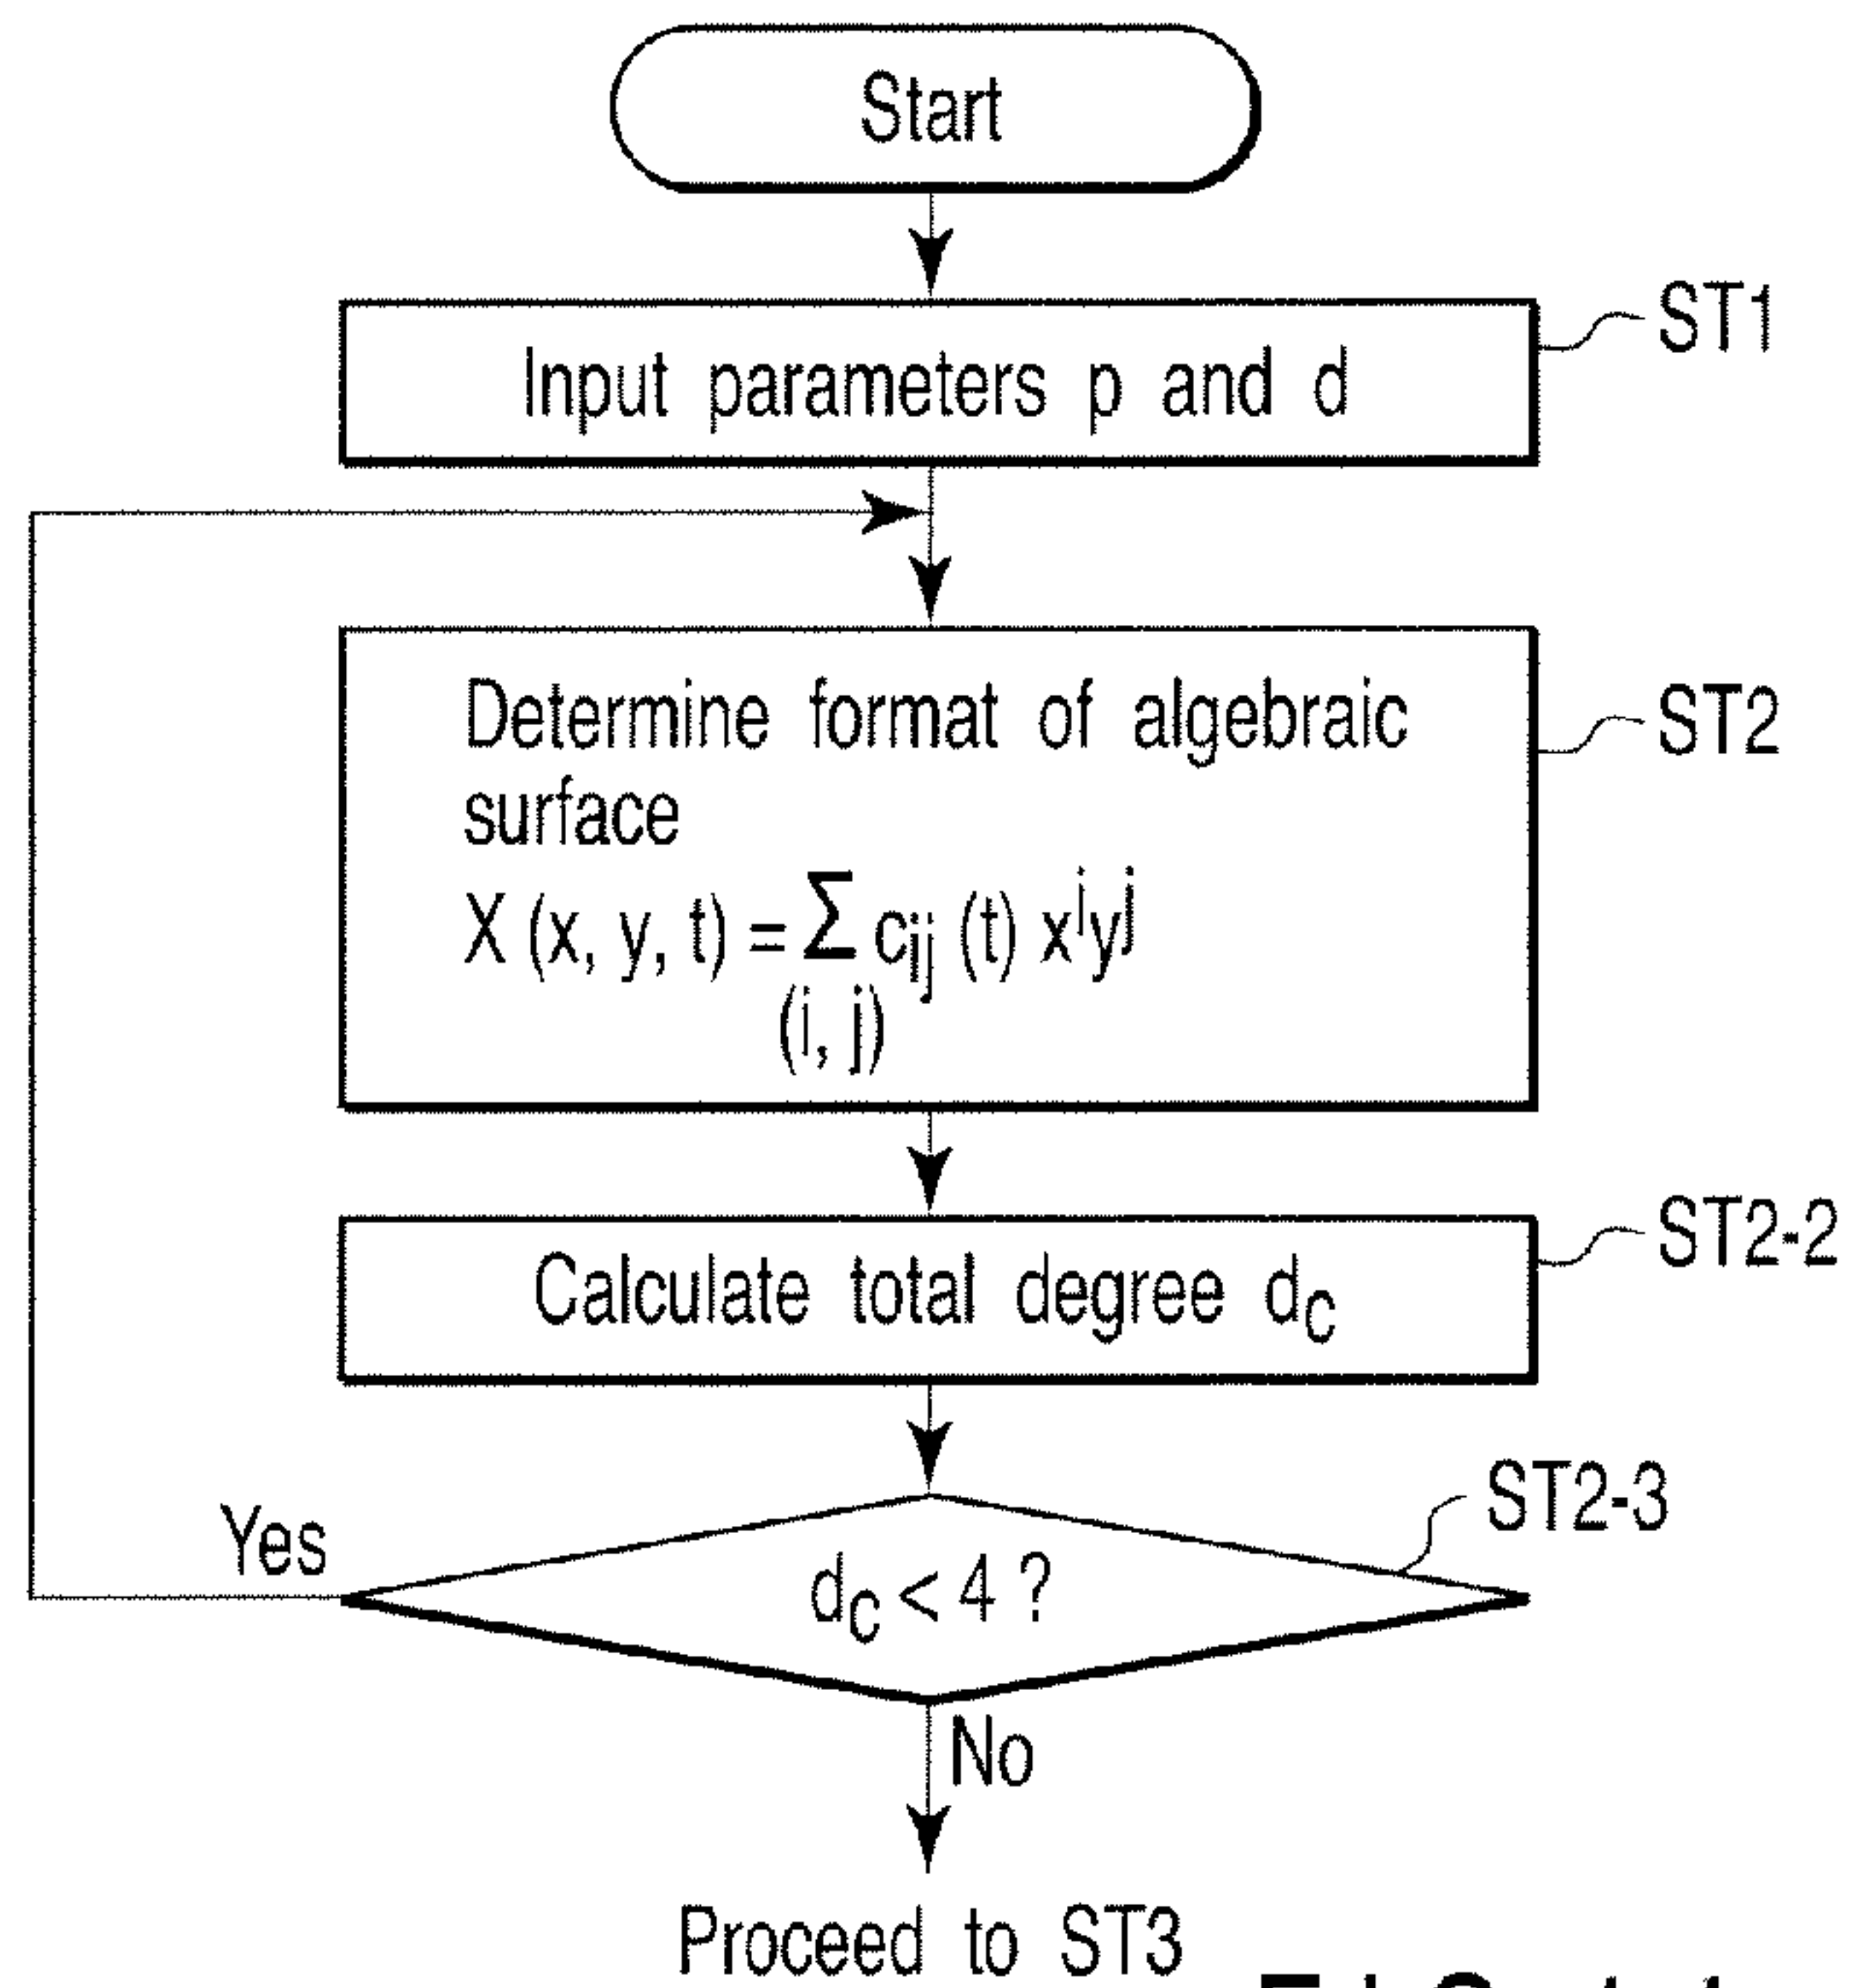 Start
ST1
Input parameters p and d
ST2
Determine format of algebraic
surface
X (x, y, t) = Σ cij (t) xiyj
(i, j)
ST2-2
Calculate total degree dc
ST2-3
Yes
dc < 4 ?
No
Proceed to ST3